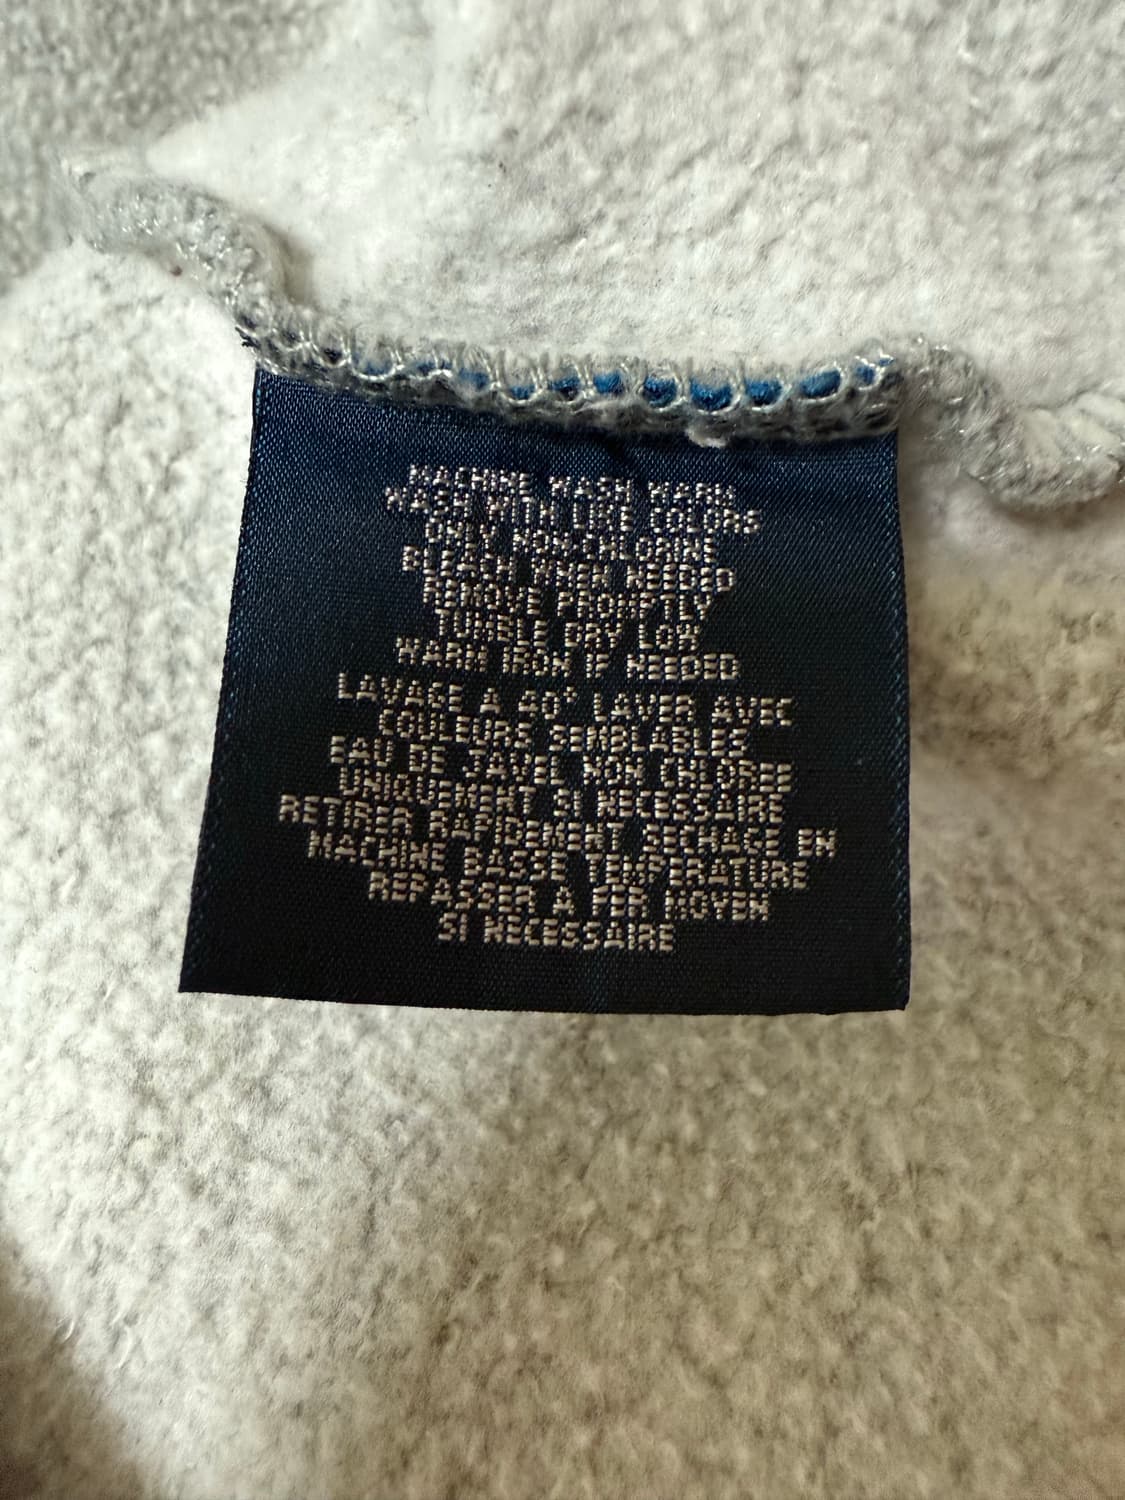 MACHINE WASH WARM
WASH WITH LIKE COLORS
ONLY NON-CHLORINE
BLEACH WHEN NEEDED
REMOVE PROMPTLY
TUMBLE DRY LOW
WARM IRON IF NEEDED
LAVAGE A 40° LAVER AVEC
COULEURS SEMBLABLES
EAU DE JAVEL NON CHLOREE
UNIQUEMENT SI NECESSAIRE
RETIRER RAPIDEMENT SECHAGE EN
MACHINE BASSE TEMPERATURE
REPASSER A FER MOYEN
SI NECESSAIRE